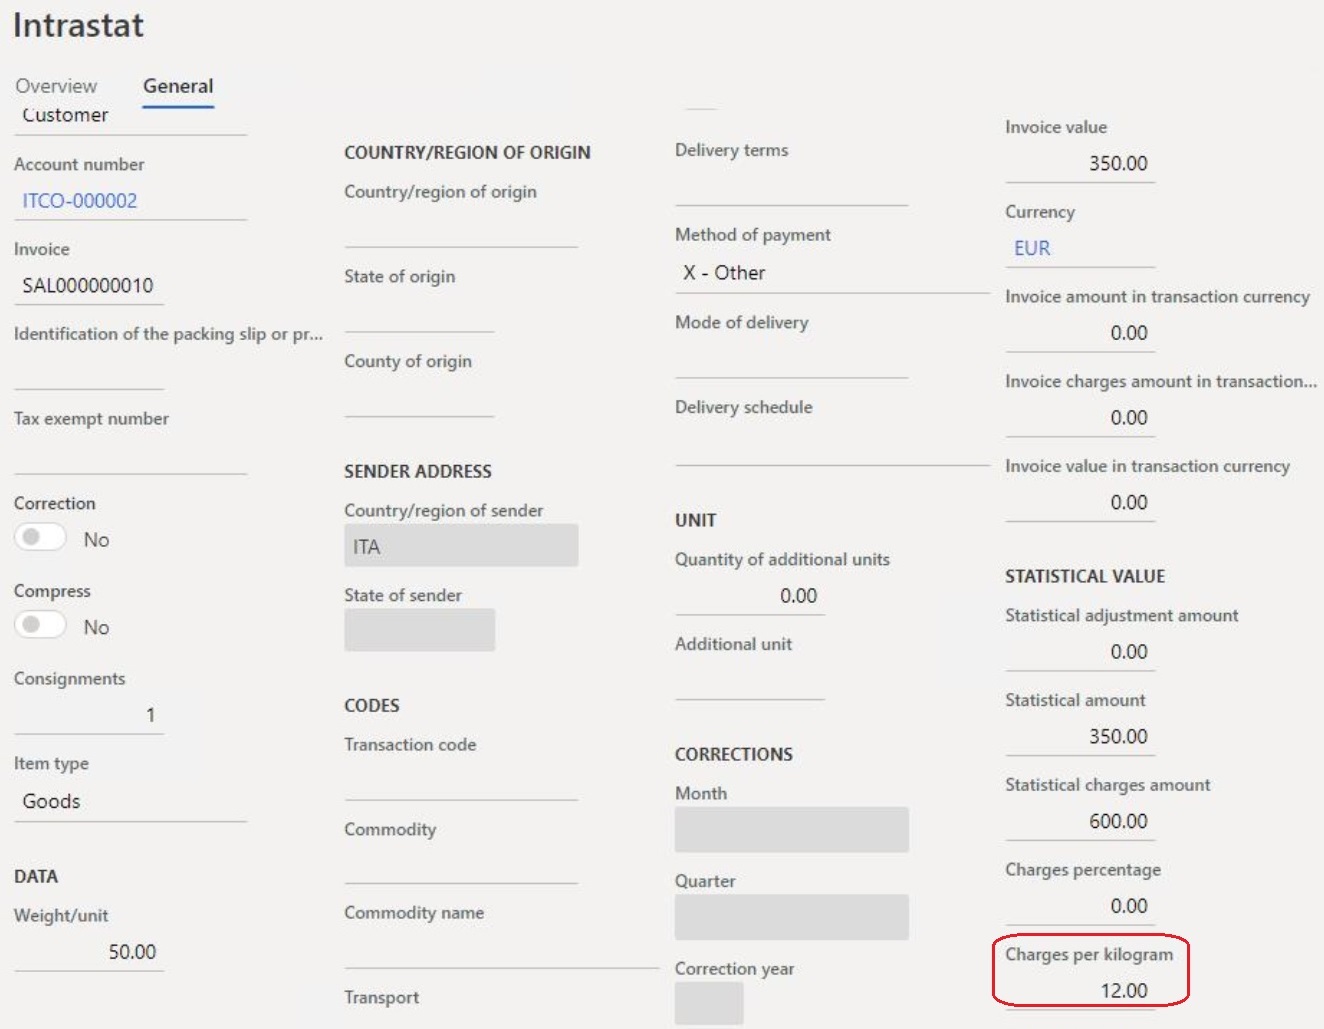 Intrastat
Overview
General
Customer
Account number
ITCO-000002
Invoice
SAL000000010
Identification of the packing slip or pr...
Tax exempt number
Correction
No
Compress
No
Consignments
1
Item type
Goods
DATA
Weight/unit
50.00
COUNTRY/REGION OF ORIGIN
Country/region of origin
State of origin
County of origin
SENDER ADDRESS
Country/region of sender
ITA
State of sender
CODES
Transaction code
Commodity
Commodity name
Transport
Delivery terms
Method of payment
X - Other
Mode of delivery
Delivery schedule
UNIT
Quantity of additional units
0.00
Additional unit
CORRECTIONS
Month
Quarter
Correction year
Invoice value
350.00
Currency
EUR
Invoice amount in transaction currency
0.00
Invoice charges amount in transaction...
0.00
Invoice value in transaction currency
0.00
STATISTICAL VALUE
Statistical adjustment amount
0.00
Statistical amount
350.00
Statistical charges amount
600.00
Charges percentage
0.00
Charges per kilogram
12.00